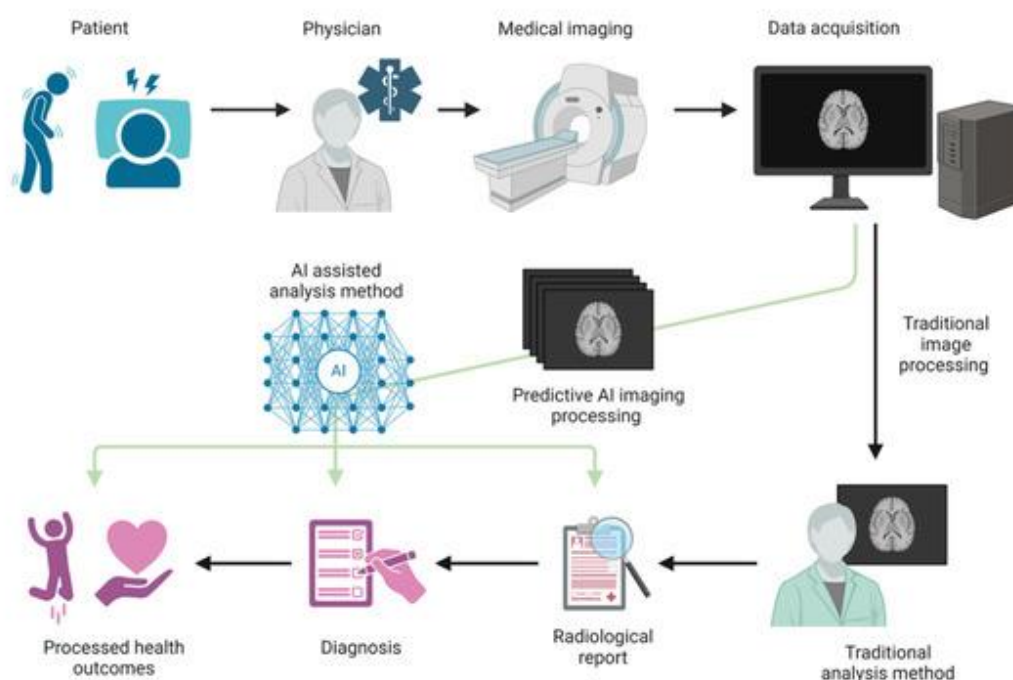 Patient
Physician
Medical imaging
Data acquisition
AI assisted
analysis method
AI
Predictive AI imaging
processing
Traditional
image
processing
Processed health
outcomes
Diagnosis
Radiological
report
Traditional
analysis method